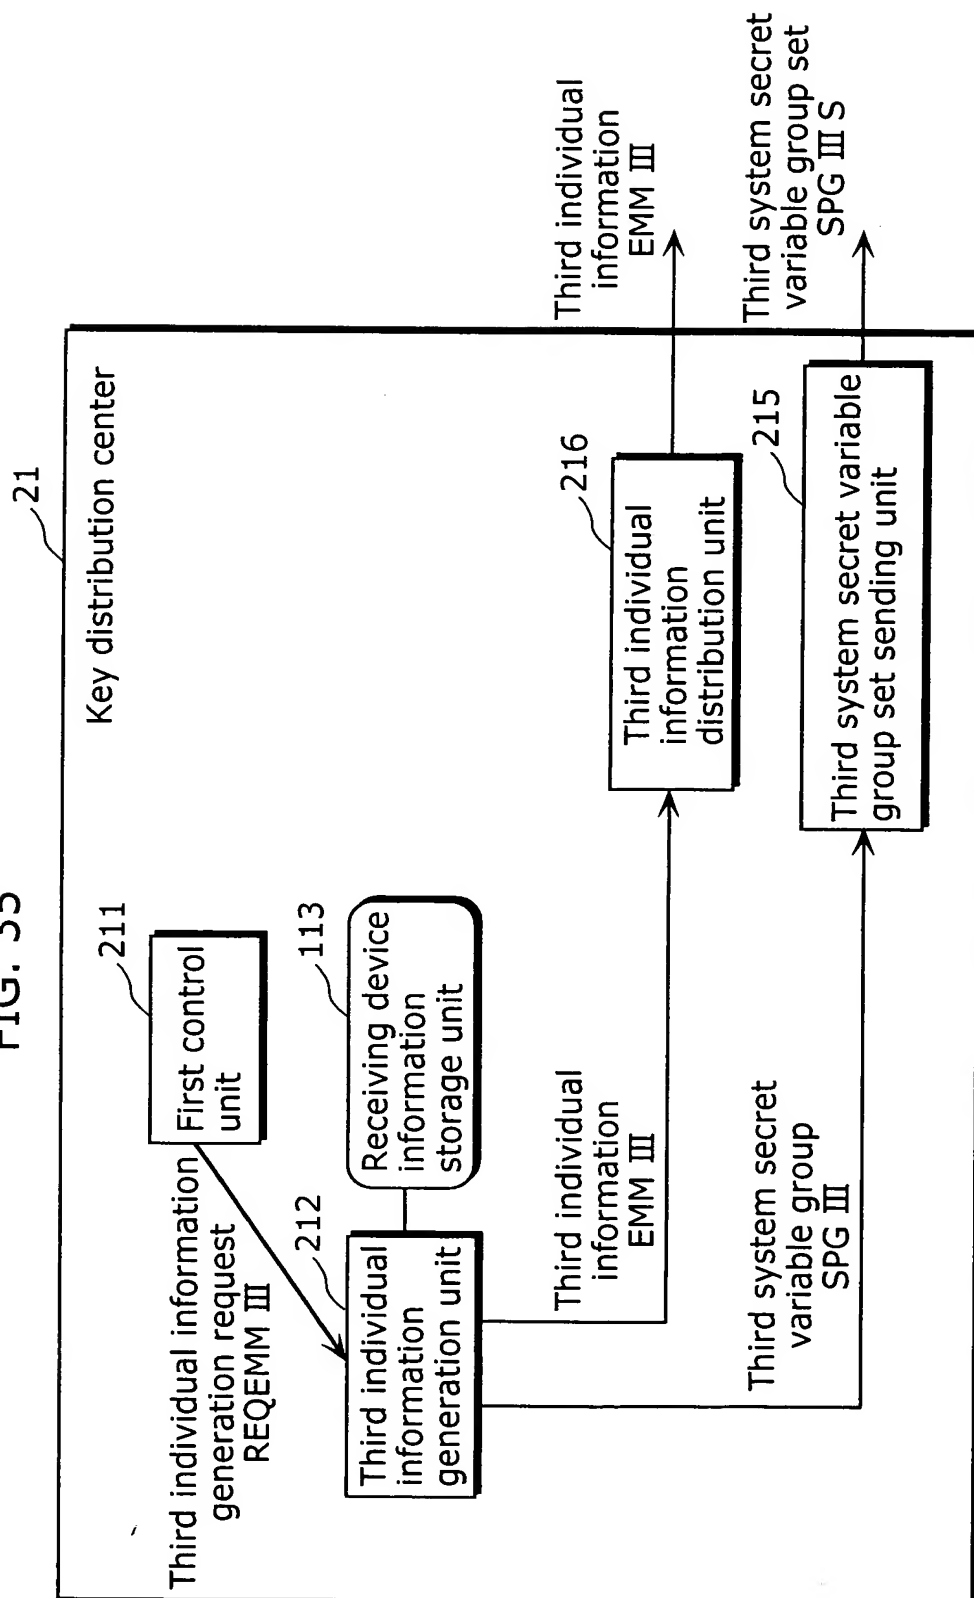 FIG. 35
21
Key distribution center
211
First control
unit
Third individual information
generation request
REQEMM III
113
Receiving device
information
storage unit
212
Third individual
information
generation unit
Third individual
information
EMM III
216
Third individual
information
distribution unit
Third individual
information
EMM III
Third system secret
variable group
SPG III
215
Third system secret variable
group set sending unit
Third system secret
variable group set
SPG III S